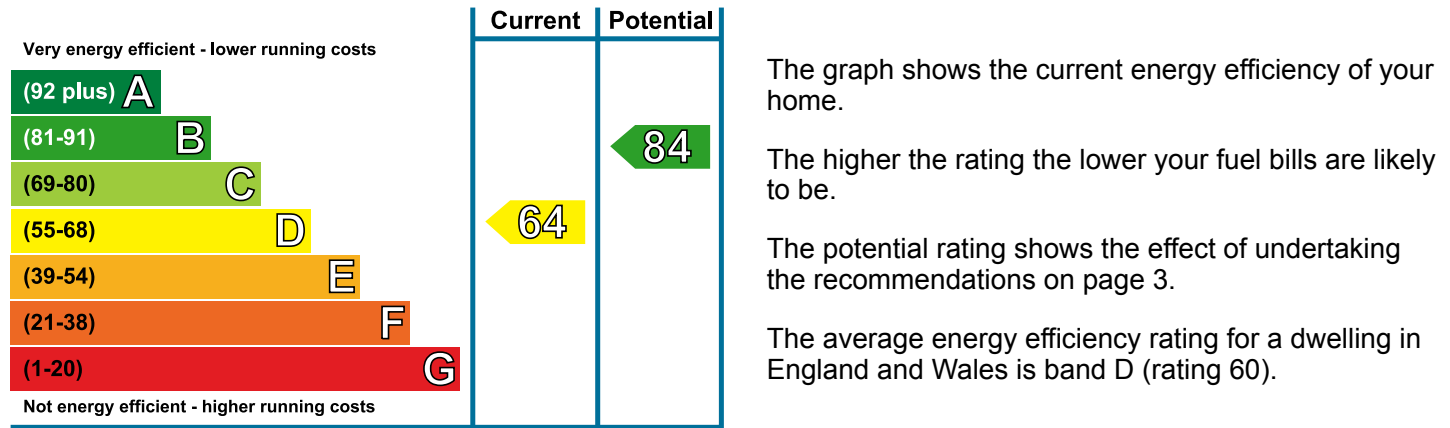 Current Potential
Very energy efficient - lower running costs
(92 plus) A
(81-91) B
84
(69-80) C
(55-68) D
64
(39-54) E
(21-38) F
(1-20) G
Not energy efficient - higher running costs
The graph shows the current energy efficiency of your
home.
The higher the rating the lower your fuel bills are likely
to be.
The potential rating shows the effect of undertaking
the recommendations on page 3.
The average energy efficiency rating for a dwelling in
England and Wales is band D (rating 60).